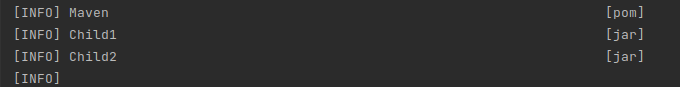 [INFO] Maven [pom]
[INFO] Child1 [jar]
[INFO] Child2 [jar]
[INFO]